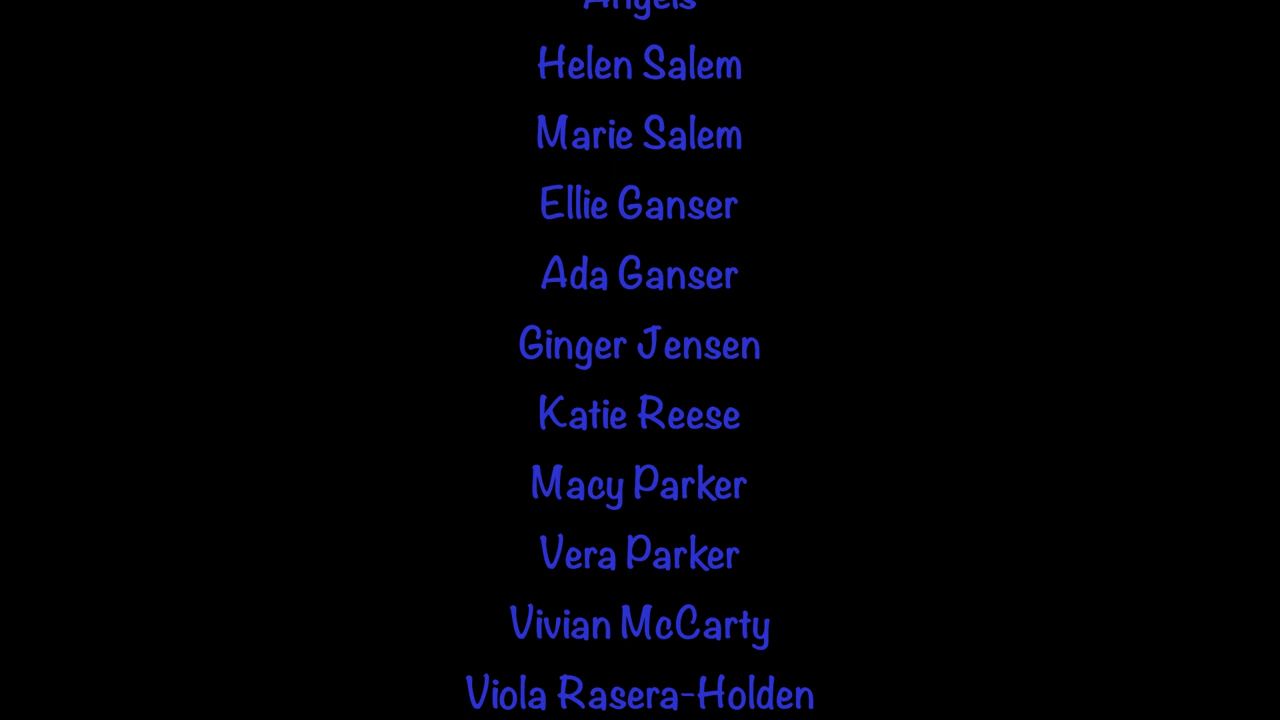 Angels
Helen Salem
Marie Salem
Ellie Ganser
Ada Ganser
Ginger Jensen
Katie Reese
Macy Parker
Vera Parker
Vivian McCarty
Viola Rasera-Holden